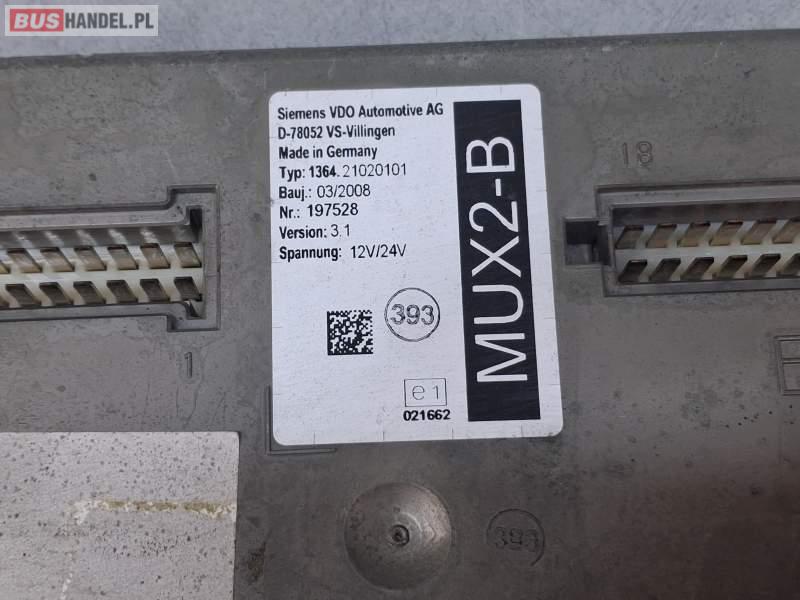 BUSHANDEL.PL
Siemens VDO Automotive AG
D-78052 VS-Villingen
Made in Germany
Typ: 1364.21020101
Bauj.: 03/2008
Nr.: 197528
Version: 3.1
Spannung: 12V/24V
393
e1
021662
MUX2-B
18
1
393